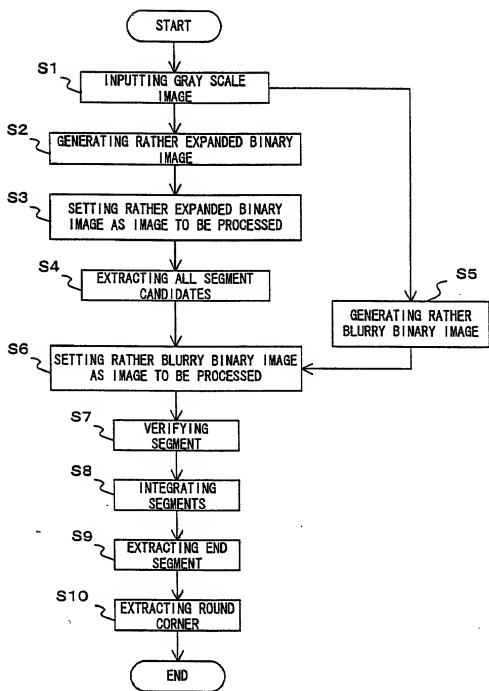 START
S1
INPUTTING GRAY SCALE
IMAGE
S2
GENERATING RATHER EXPANDED BINARY
IMAGE
S3
SETTING RATHER EXPANDED BINARY
IMAGE AS IMAGE TO BE PROCESSED
S4
EXTRACTING ALL SEGMENT
CANDIDATES
S5
GENERATING RATHER
BLURRY BINARY IMAGE
S6
SETTING RATHER BLURRY BINARY IMAGE
AS IMAGE TO BE PROCESSED
S7
VERIFYING
SEGMENT
S8
INTEGRATING
SEGMENTS
S9
EXTRACTING END
SEGMENT
S10
EXTRACTING ROUND
CORNER
END